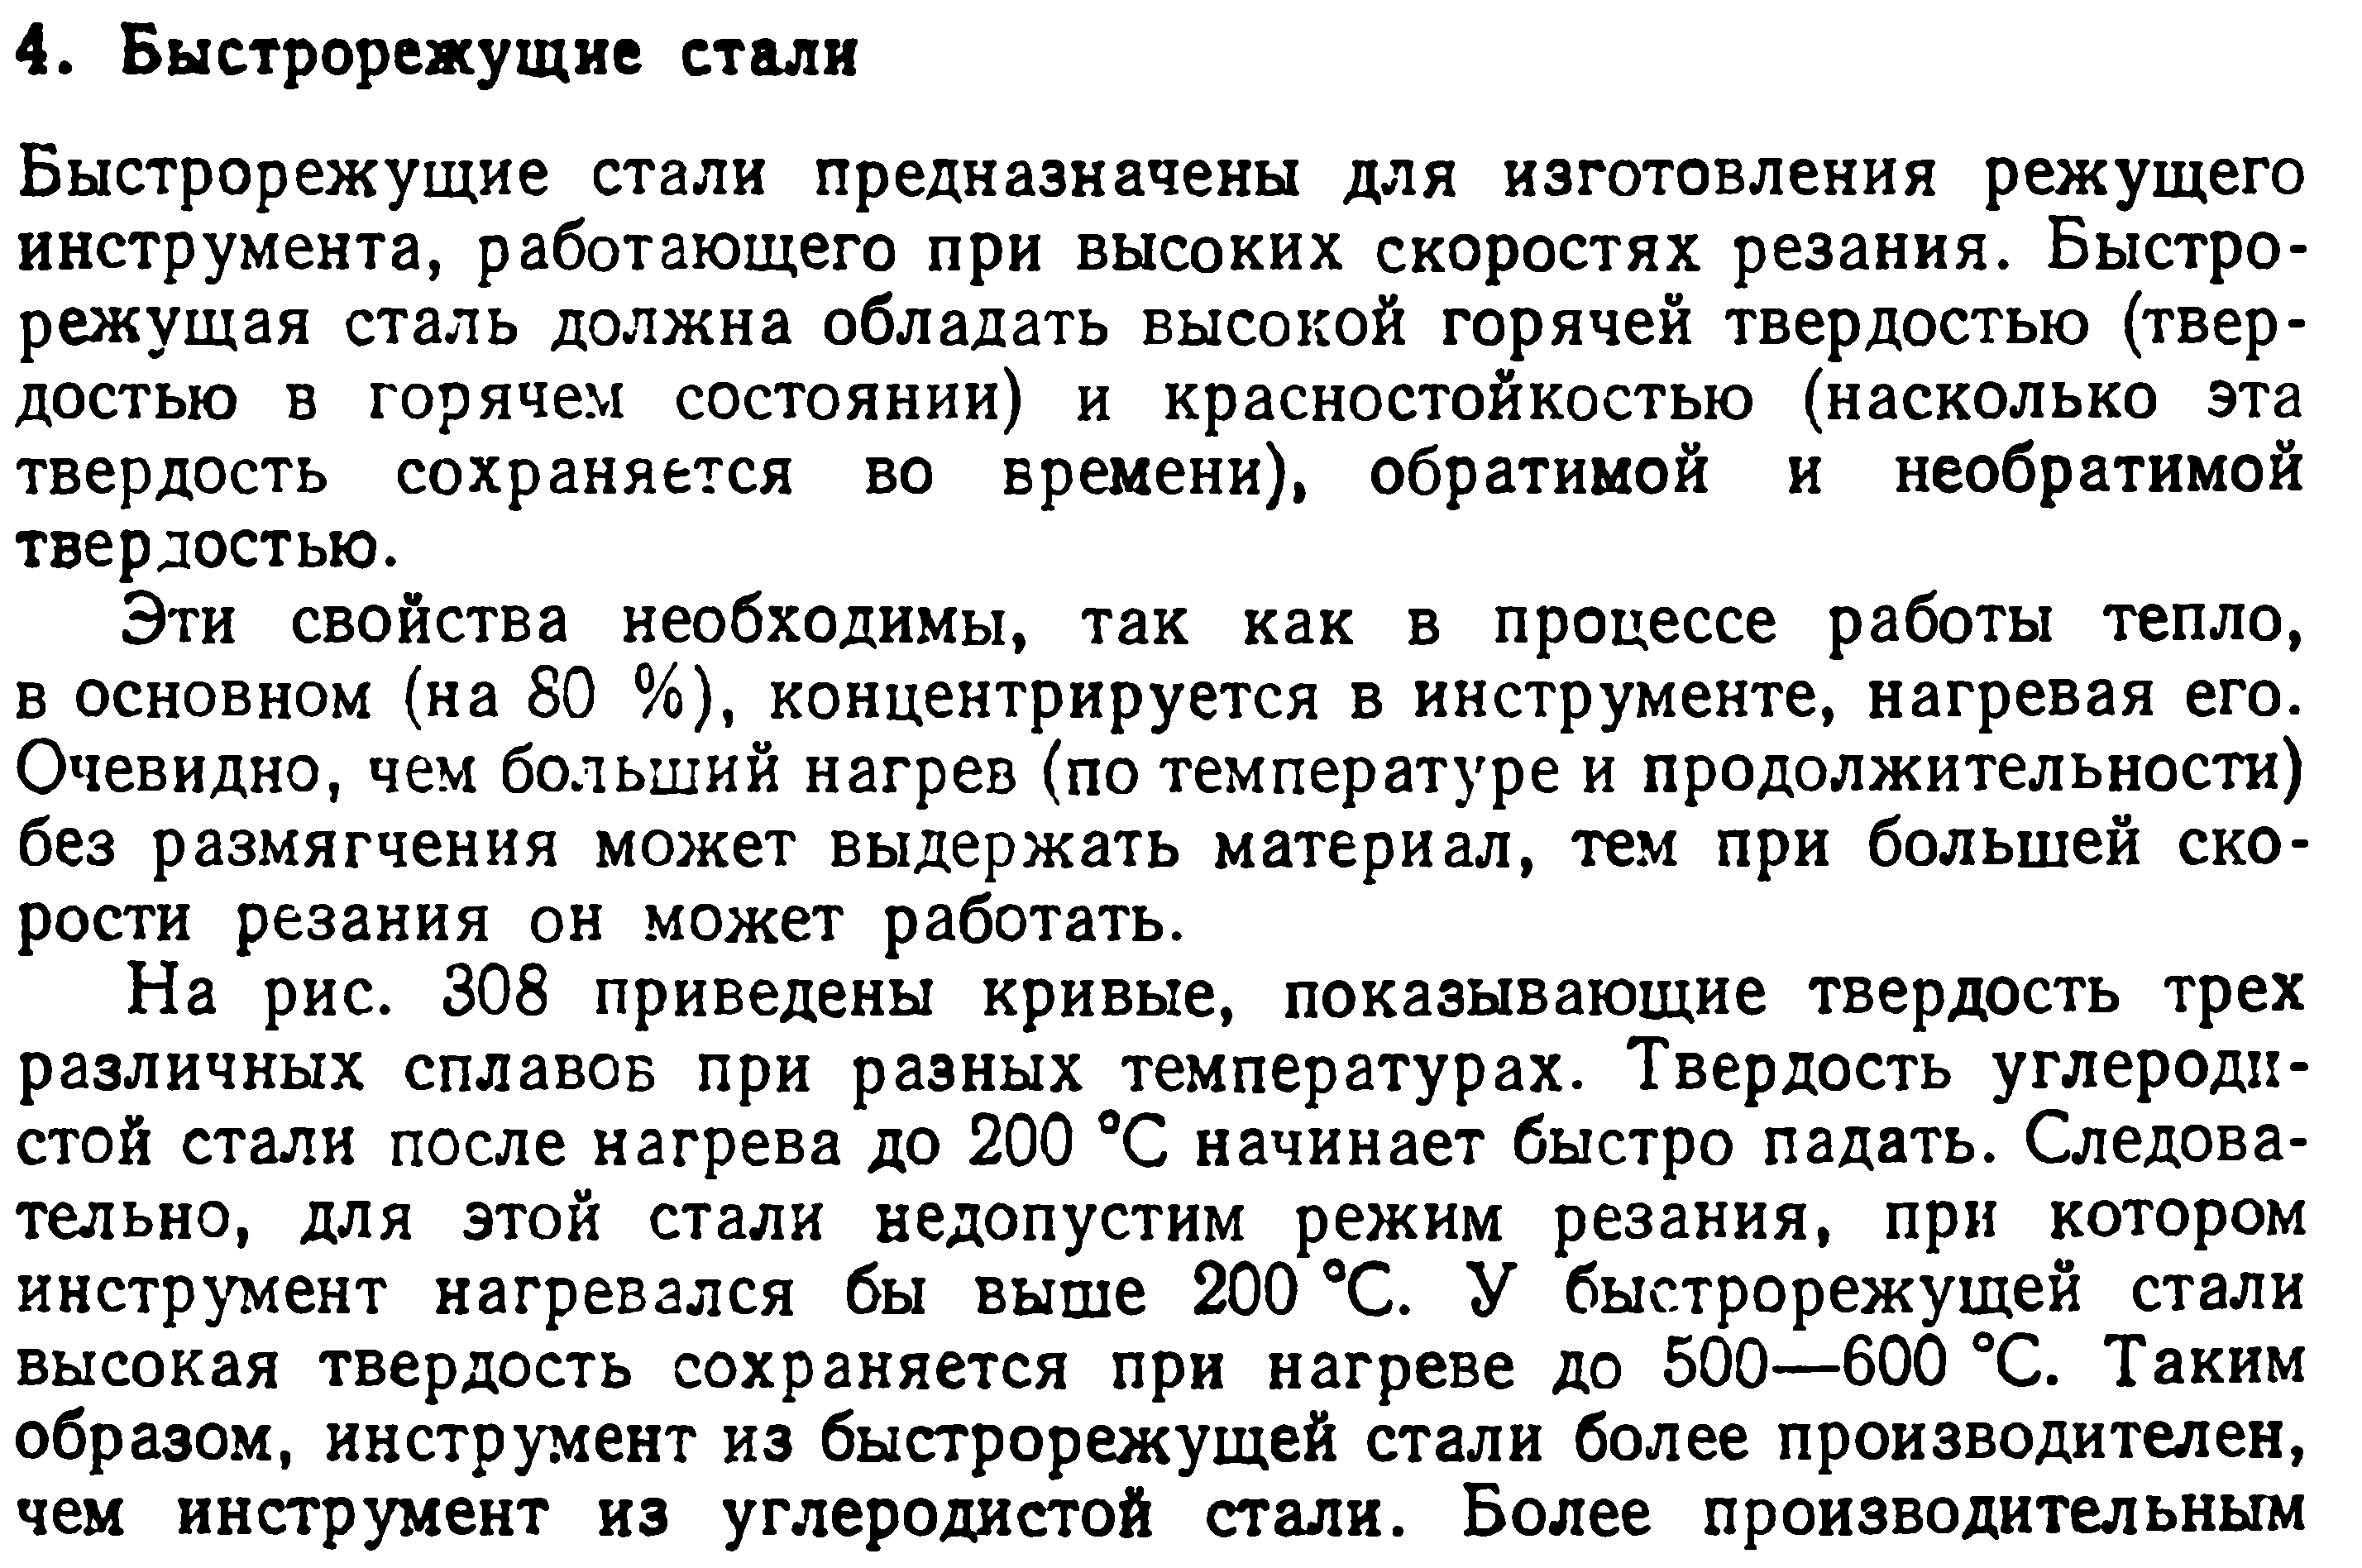 4. Быстрорежущие стали
Быстрорежущие стали предназначены для изготовления режущего
инструмента, работающего при высоких скоростях резания. Быстро-
режущая сталь должна обладать высокой горячей твердостью (твер-
достью в горячем состоянии) и красностойкостью (насколько эта
твердость сохраняется во времени), обратимой и необратимой
твердостью.
Эти свойства необходимы, так как в процессе работы тепло,
в основном (на 80 %), концентрируется в инструменте, нагревая его.
Очевидно, чем больший нагрев (по температуре и продолжительности)
без размягчения может выдержать материал, тем при большей ско-
рости резания он может работать.
На рис. 308 приведены кривые, показывающие твердость трех
различных сплавов при разных температурах. Твердость углероди-
стой стали после нагрева до 200 °С начинает быстро падать. Следова-
тельно, для этой стали недопустим режим резания, при котором
инструмент нагревался бы выше 200 °С. У быстрорежущей стали
высокая твердость сохраняется при нагреве до 500—600 °С. Таким
образом, инструмент из быстрорежущей стали более производителен,
чем инструмент из углеродистой стали. Более производительным